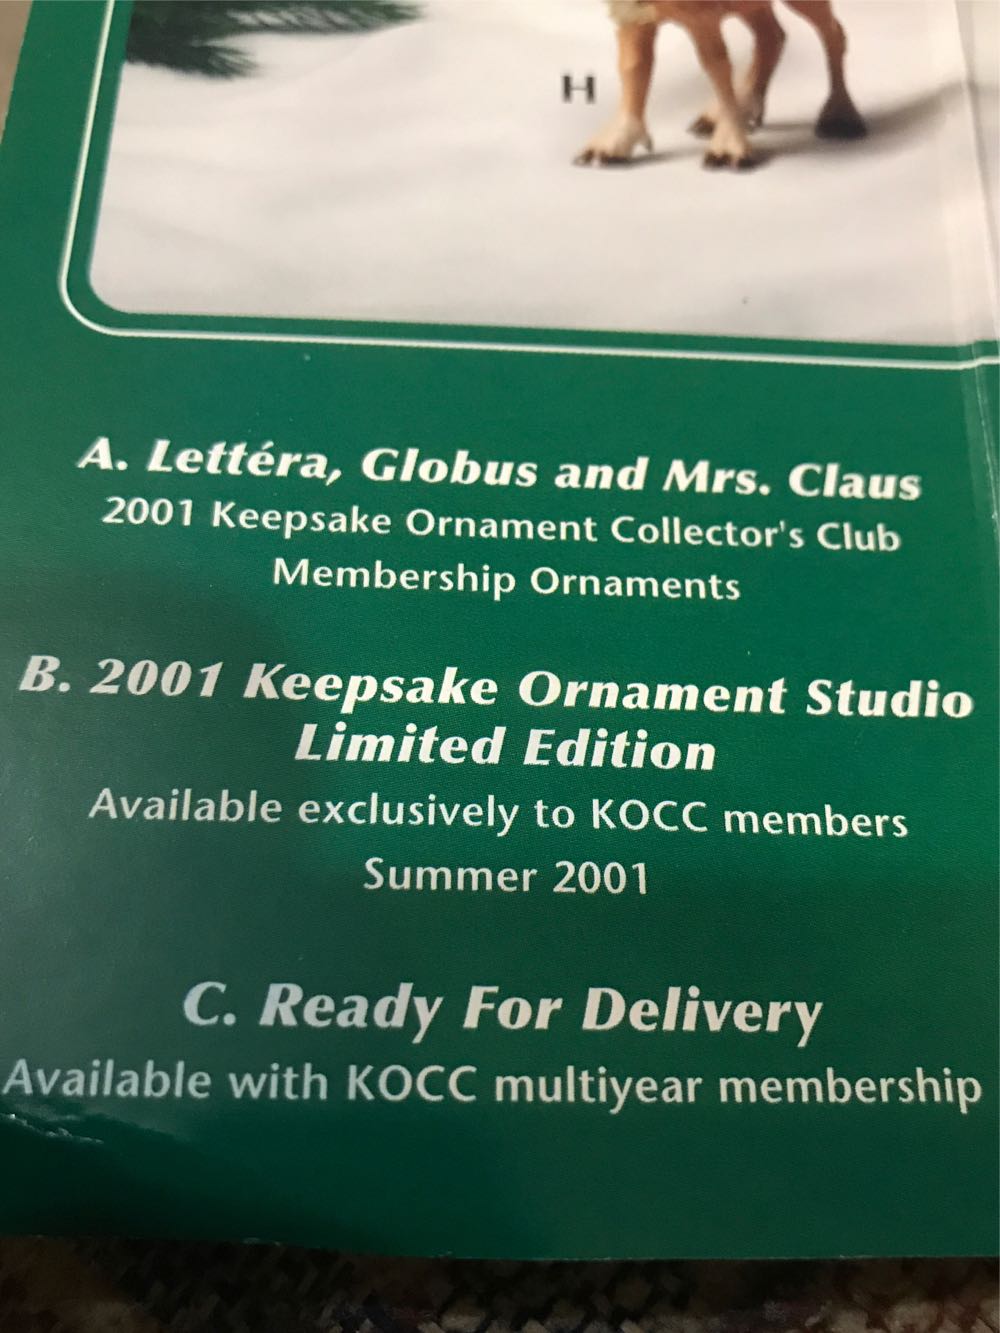 H
A. Lettéra, Globus and Mrs. Claus
2001 Keepsake Ornament Collector's Club
Membership Ornaments
B. 2001 Keepsake Ornament Studio
Limited Edition
Available exclusively to KOCC members
Summer 2001
C. Ready For Delivery
Available with KOCC multiyear membership